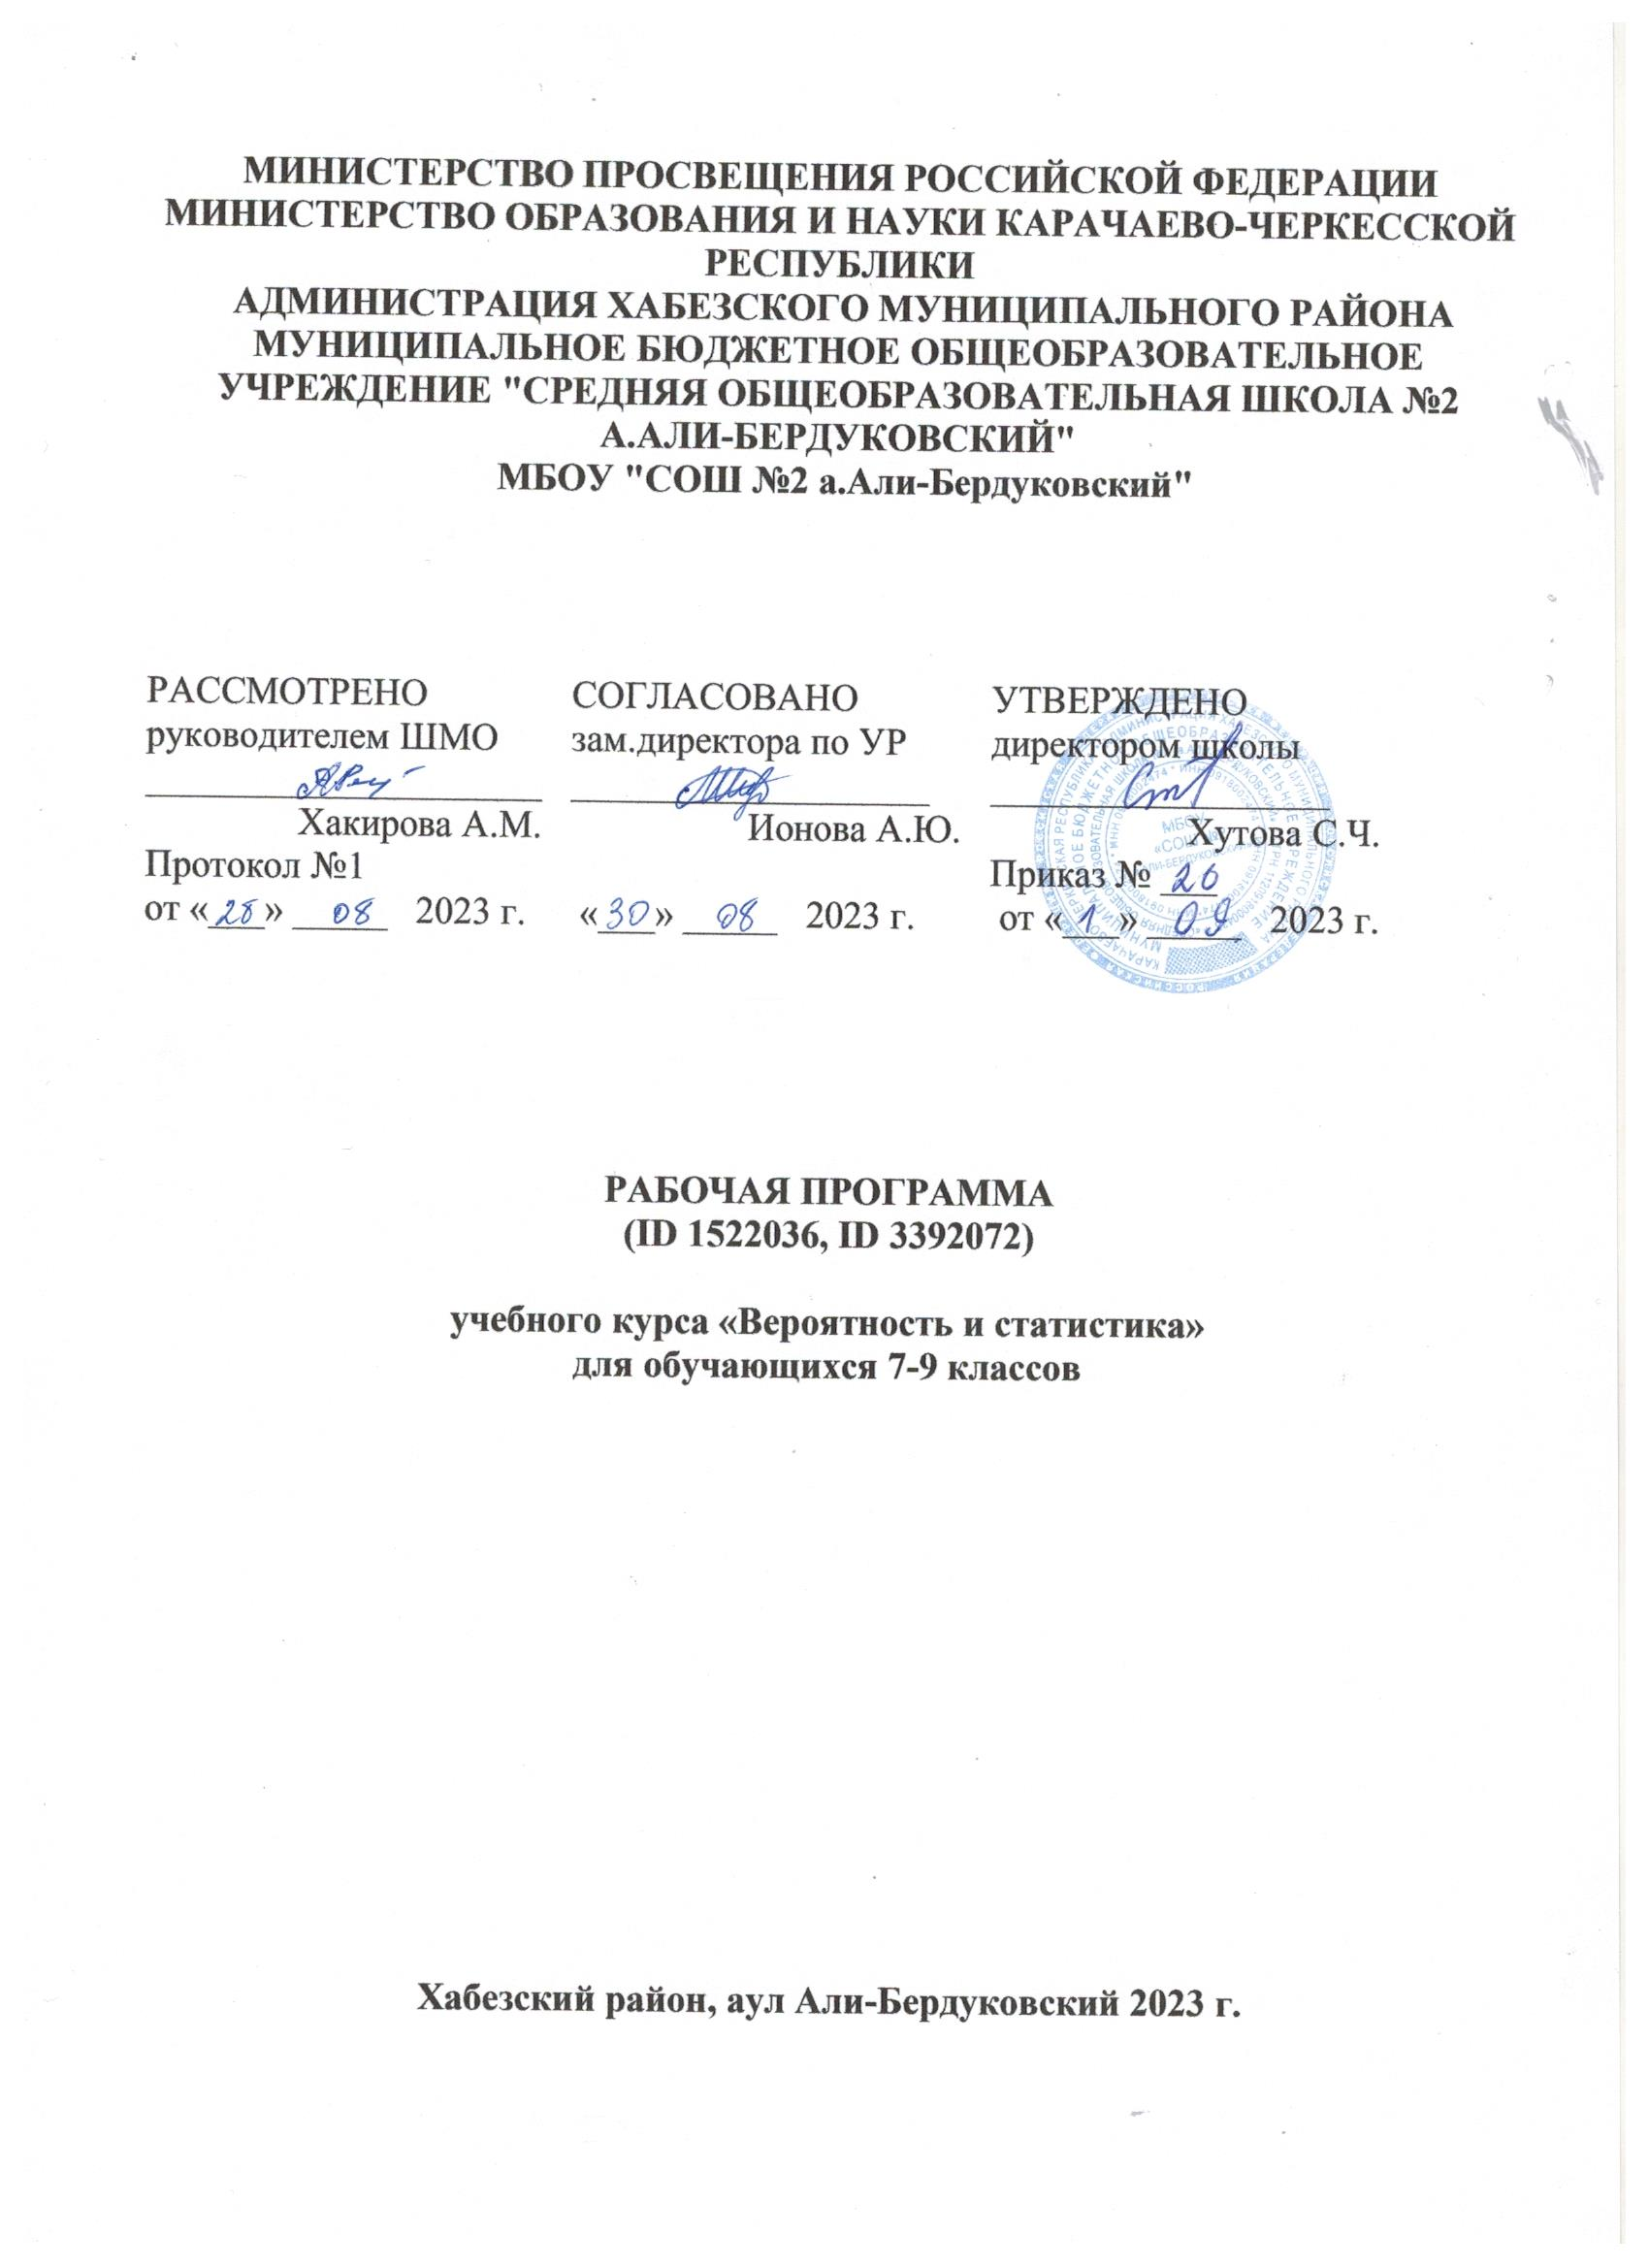 МИНИСТЕРСТВО ПРОСВЕЩЕНИЯ РОССИЙСКОЙ ФЕДЕРАЦИИ
МИНИСТЕРСТВО ОБРАЗОВАНИЯ И НАУКИ КАРАЧАЕВО-ЧЕРКЕССКОЙ
РЕСПУБЛИКИ
АДМИНИСТРАЦИЯ ХАБЕЗСКОГО МУНИЦИПАЛЬНОГО РАЙОНА
МУНИЦИПАЛЬНОЕ БЮДЖЕТНОЕ ОБЩЕОБРАЗОВАТЕЛЬНОЕ
УЧРЕЖДЕНИЕ "СРЕДНЯЯ ОБЩЕОБРАЗОВАТЕЛЬНАЯ ШКОЛА №2
А.АЛИ-БЕРДУКОВСКИЙ"
МБОУ "СОШ №2 а.Али-Бердуковский"
РАССМОТРЕНО
руководителем ШМО
Хакирова А.М.
Протокол №1
от «28» 08 2023 г.
СОГЛАСОВАНО
зам.директора по УР
Ионова А.Ю.
«30» 08 2023 г.
УТВЕРЖДЕНО
директором школы
Хутова С.Ч.
Приказ № 26
от «1» 09 2023 г.
МБОУ
РАБОЧАЯ ПРОГРАММА
(ID 1522036, ID 3392072)
учебного курса «Вероятность и статистика»
для обучающихся 7-9 классов
Хабезский район, аул Али-Бердуковский 2023 г.